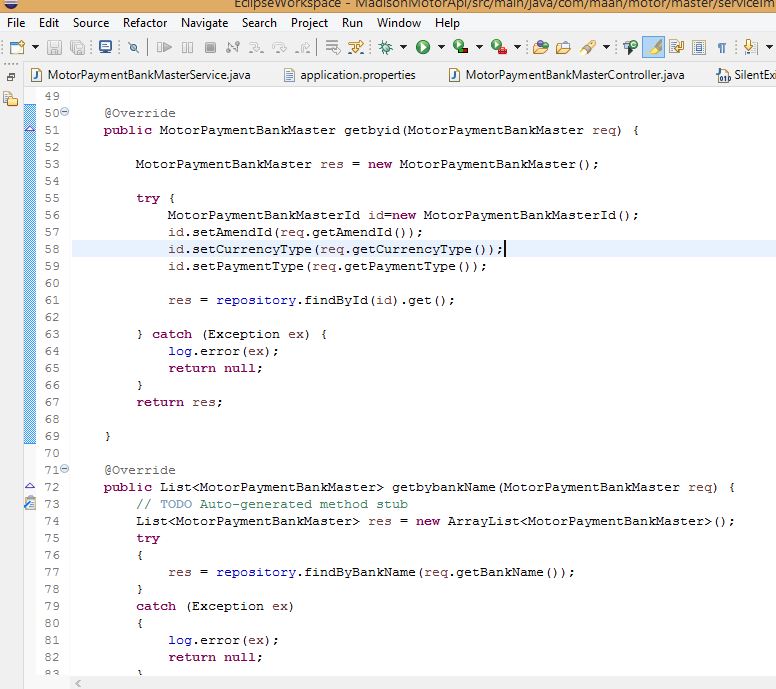 EclipseWorkspace - MadisonMotorApi/src/main/java/com/maan/motor/master/serviceIm
File Edit Source Refactor Navigate Search Project Run Window Help
MotorPaymentBankMasterService.java application.properties MotorPaymentBankMasterController.java SilentEx
49
50 @Override
51 public MotorPaymentBankMaster getbyid(MotorPaymentBankMaster req) {
52
53 MotorPaymentBankMaster res = new MotorPaymentBankMaster();
54
55 try {
56 MotorPaymentBankMasterId id=new MotorPaymentBankMasterId();
57 id.setAmendId(req.getAmendId());
58 id.setCurrencyType(req.getCurrencyType());
59 id.setPaymentType(req.getPaymentType());
60
61 res = repository.findById(id).get();
62
63 } catch (Exception ex) {
64 log.error(ex);
65 return null;
66 }
67 return res;
68
69 }
70
71 @Override
72 public List<MotorPaymentBankMaster> getbybankName(MotorPaymentBankMaster req) {
73 // TODO Auto-generated method stub
74 List<MotorPaymentBankMaster> res = new ArrayList<MotorPaymentBankMaster>();
75 try
76 {
77 res = repository.findByBankName(req.getBankName());
78 }
79 catch (Exception ex)
80 {
81 log.error(ex);
82 return null;
83 }